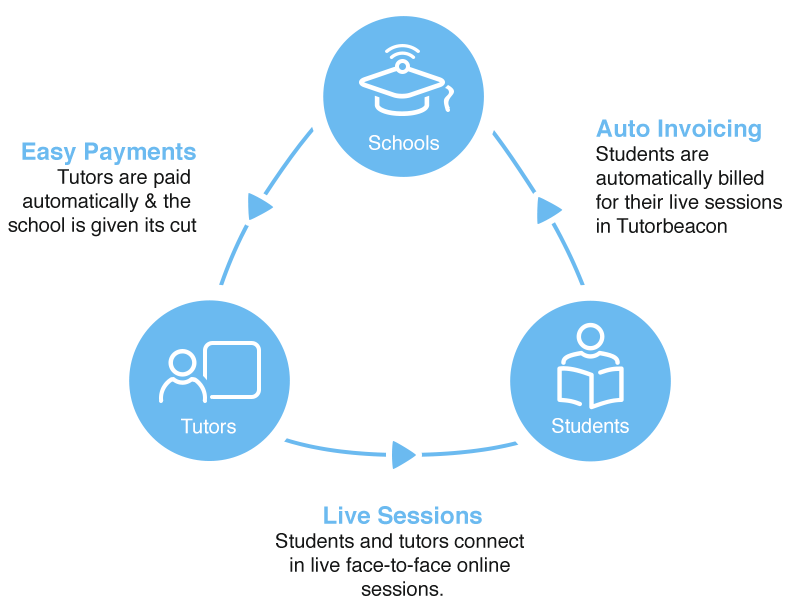 Schools
Easy Payments
Tutors are paid
automatically & the
school is given its cut
Auto Invoicing
Students are
automatically billed
for their live sessions
in Tutorbeacon
Tutors
Students
Live Sessions
Students and tutors connect
in live face-to-face online
sessions.